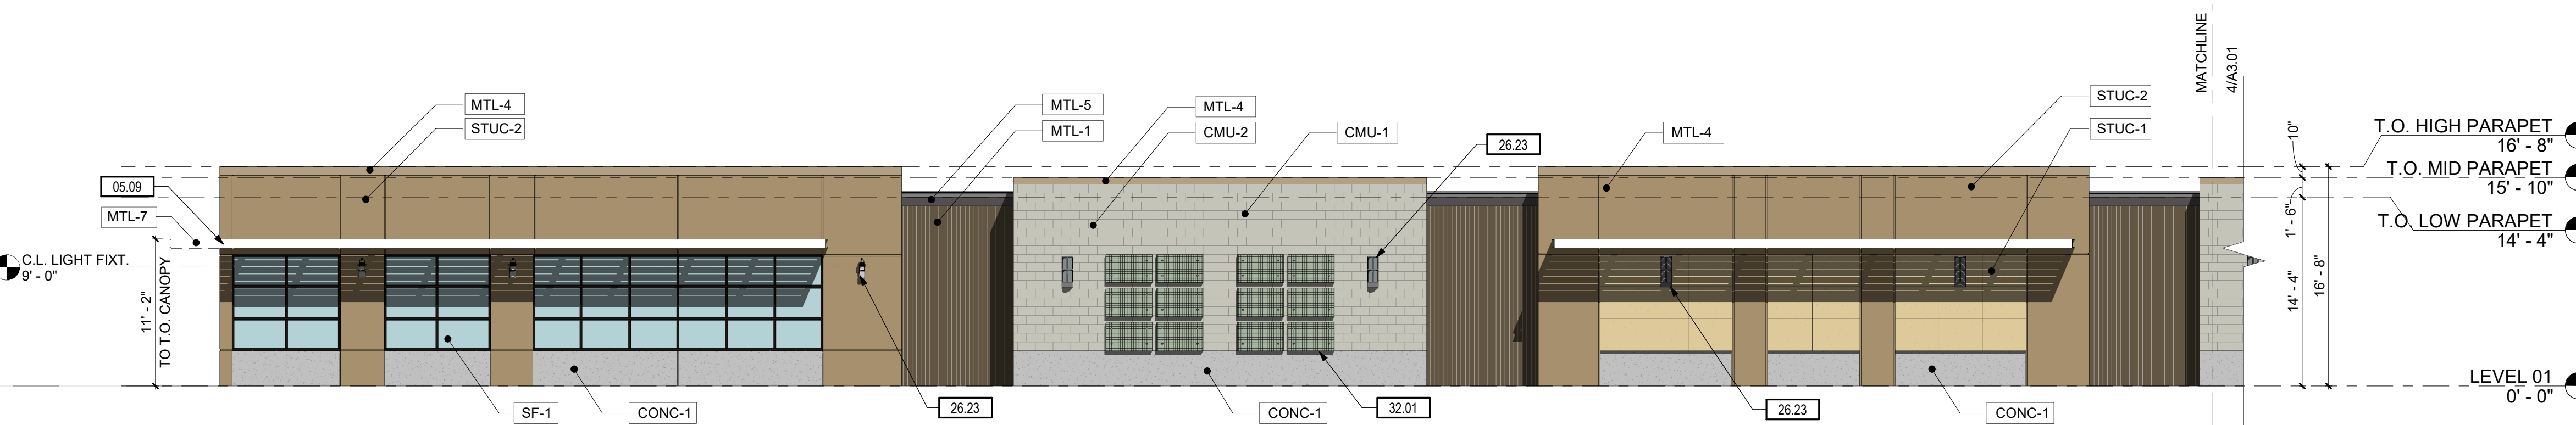 MATCHLINE
4/A3.01
MTL-4
STUC-2
MTL-5
MTL-1
MTL-4
CMU-2
CMU-1
26.23
MTL-4
STUC-2
STUC-1
05.09
MTL-7
C.L. LIGHT FIXT.
9' - 0"
11' - 2"
TO T.O. CANOPY
10"
1' - 6"
14' - 4"
16' - 8"
T.O. HIGH PARAPET
16' - 8"
T.O. MID PARAPET
15' - 10"
T.O. LOW PARAPET
14' - 4"
LEVEL 01
0' - 0"
SF-1
CONC-1
26.23
CONC-1
32.01
26.23
CONC-1